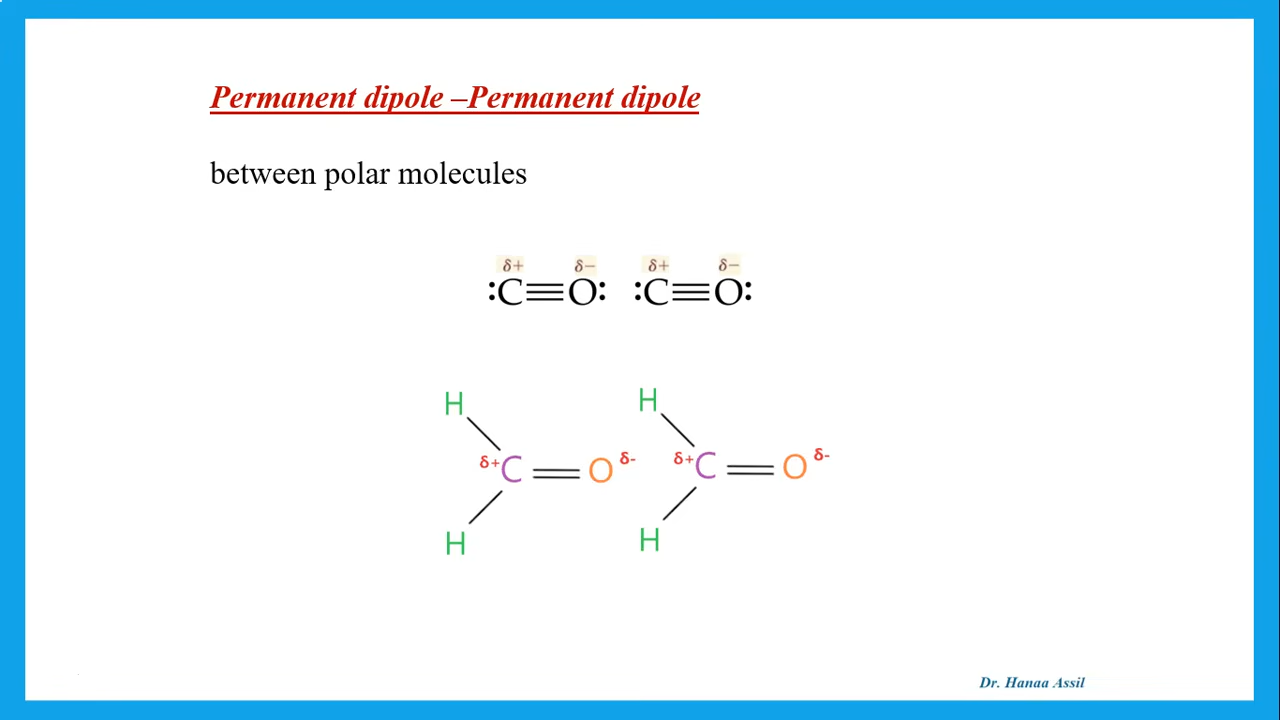 Permanent dipole –Permanent dipole
between polar molecules
δ+ δ− δ+ δ−
:C≡O: :C≡O:
H H
δ+ C=O δ- δ+ C=O δ-
H H
Dr. Hanaa Assil